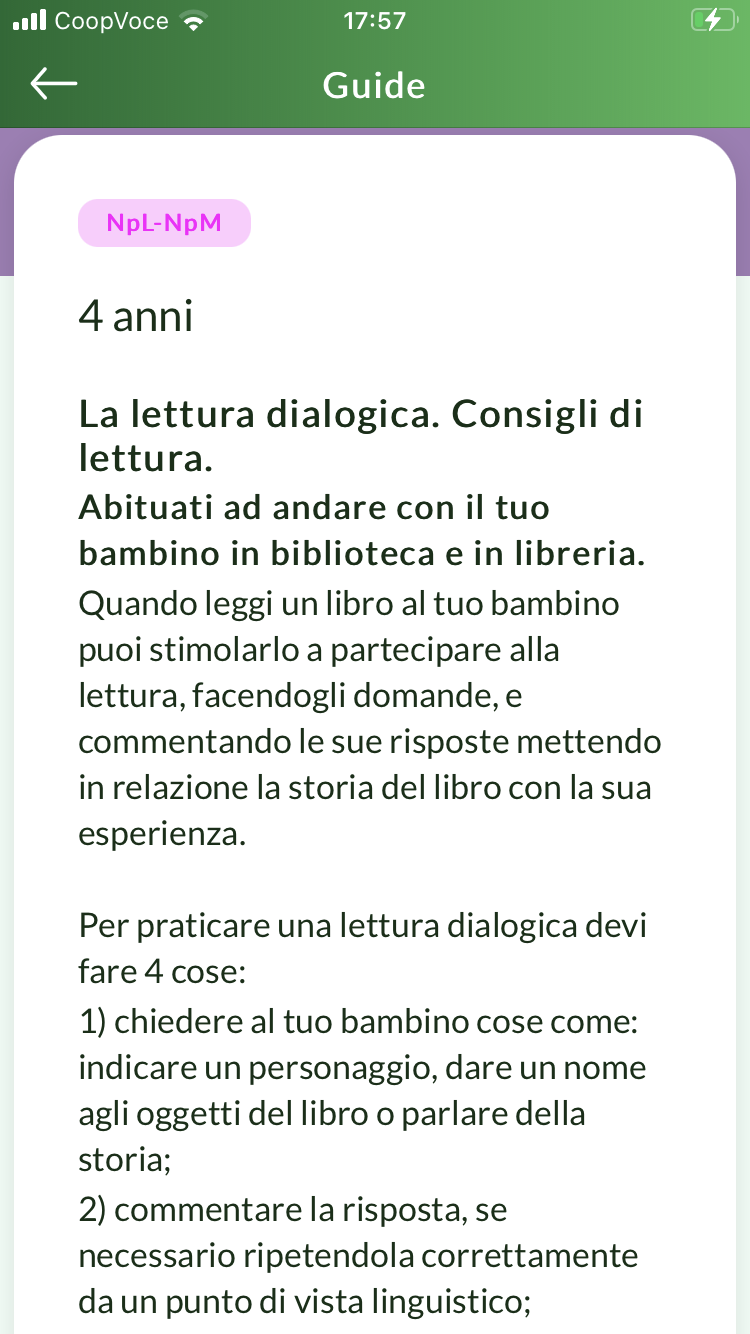 CoopVoce 17:57
Guide
NpL-NpM
4 anni
La lettura dialogica. Consigli di
lettura.
Abituati ad andare con il tuo
bambino in biblioteca e in libreria.
Quando leggi un libro al tuo bambino
puoi stimolarlo a partecipare alla
lettura, facendogli domande, e
commentando le sue risposte mettendo
in relazione la storia del libro con la sua
esperienza.
Per praticare una lettura dialogica devi
fare 4 cose:
1) chiedere al tuo bambino cose come:
indicare un personaggio, dare un nome
agli oggetti del libro o parlare della
storia;
2) commentare la risposta, se
necessario ripetendola correttamente
da un punto di vista linguistico;